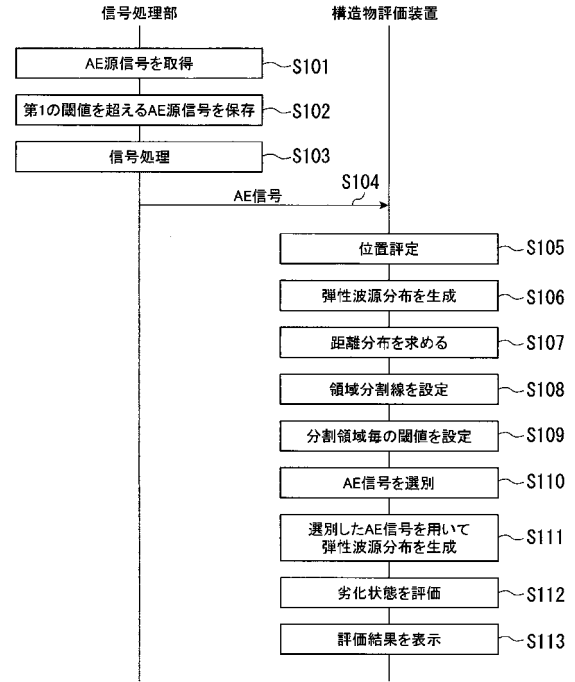 信号処理部
構造物評価装置
AE源信号を取得
S101
第1の閾値を超えるAE源信号を保存
S102
信号処理
S103
S104
AE信号
位置評定
S105
弾性波源分布を生成
S106
距離分布を求める
S107
領域分割線を設定
S108
分割領域毎の閾値を設定
S109
AE信号を選別
S110
選別したAE信号を用いて
弾性波源分布を生成
S111
劣化状態を評価
S112
評価結果を表示
S113